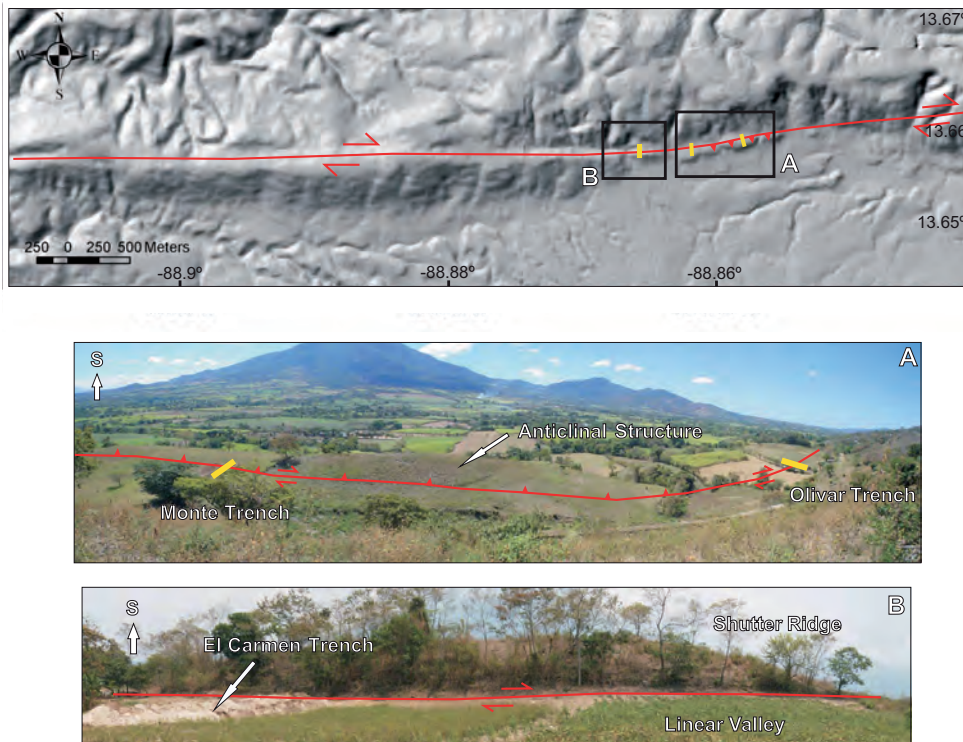 N
W E
S
13.67º
13.66
13.65º
B
A
250 0 250 500 Meters
-88.9º
-88.88º
-88.86º
A
S
Anticlinal Structure
Monte Trench
Olivar Trench
B
S
Shutter Ridge
El Carmen Trench
Linear Valley